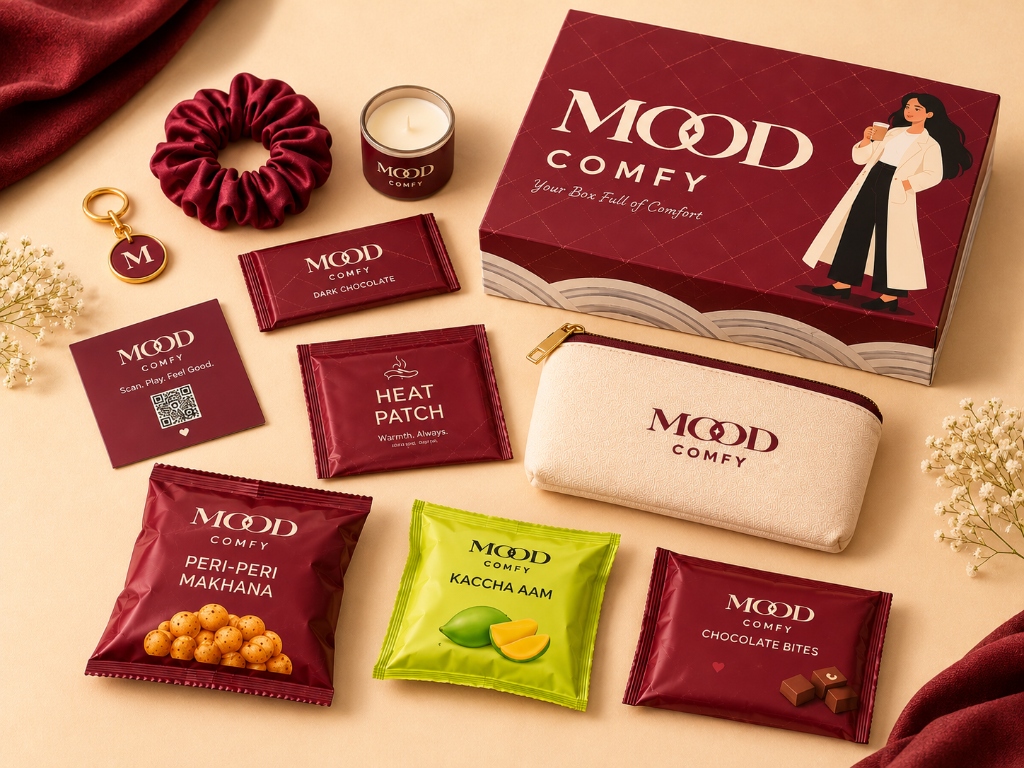 MOOD
COMFY
Your Box Full of Comfort
MOOD
COMFY
M
MOOD
COMFY
DARK CHOCOLATE
MOOD
COMFY
Scan. Play. Feel Good.
HEAT
PATCH
Warmth. Always.
MOOD
COMFY
MOOD
COMFY
PERI-PERI
MAKHANA
MOOD
COMFY
KACCHA AAM
MOOD
COMFY
CHOCOLATE BITES